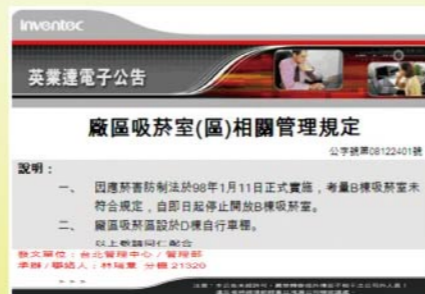 Inventec
英業達電子公告
廠區吸菸室(區)相關管理規定
公字號第08122401號
說明：
一、 因應菸害防制法於98年1月11日正式實施，考量B棟吸菸室未
符合規定，自即日起停止開放B棟吸菸室。
二、 廠區吸菸區設於D棟自行車棚。
以上敬請同仁配合
發文單位：台北管理中心 / 管理部
承辦 / 聯絡人：林瑞章 分機 21320